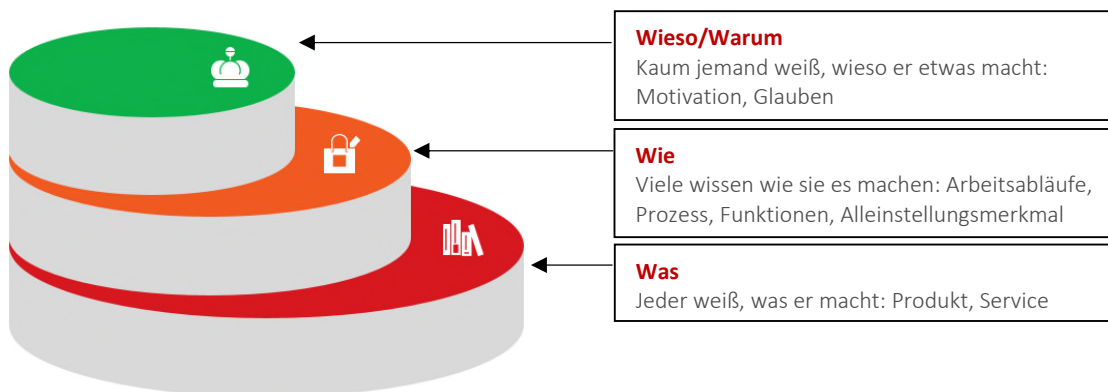 Wieso/Warum
Kaum jemand weiß, wieso er etwas macht:
Motivation, Glauben
Wie
Viele wissen wie sie es machen: Arbeitsabläufe,
Prozess, Funktionen, Alleinstellungsmerkmal
Was
Jeder weiß, was er macht: Produkt, Service